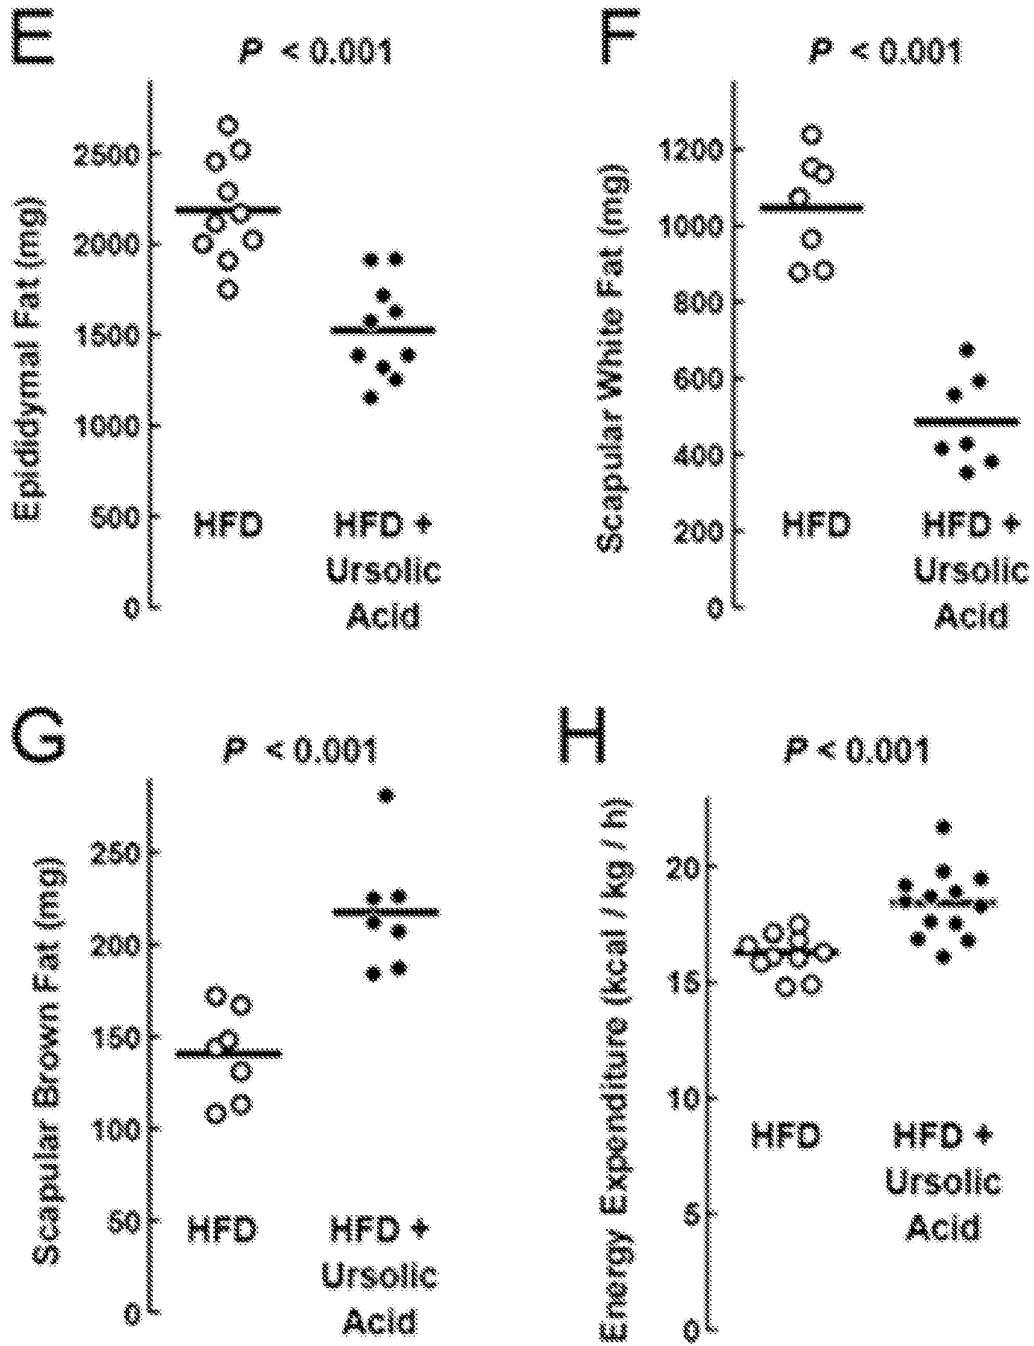 E
P < 0.001
Epididymal Fat (mg)
2500
2000
1500
1000
500
0
HFD
HFD +
Ursolic
Acid
F
P < 0.001
Scapular White Fat (mg)
1200
1000
800
600
400
200
0
HFD
HFD +
Ursolic
Acid
G
P < 0.001
Scapular Brown Fat (mg)
250
200
150
100
50
0
HFD
HFD +
Ursolic
Acid
H
P < 0.001
Energy Expenditure (kcal / kg / h)
20
15
10
5
0
HFD
HFD +
Ursolic
Acid